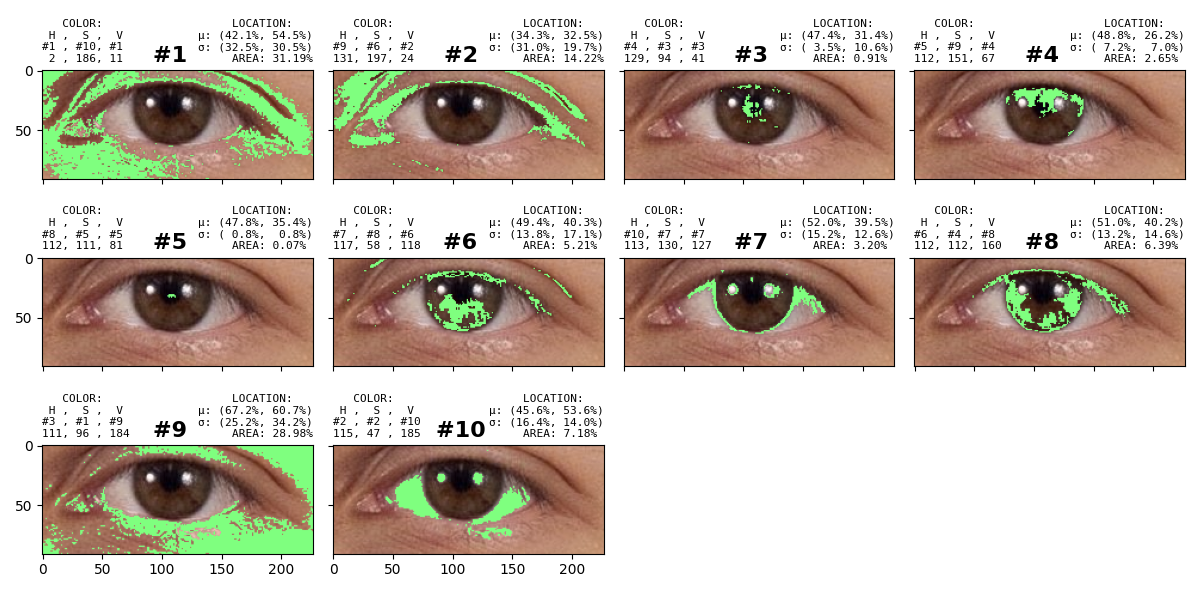 COLOR: LOCATION:
H , S , V μ: (42.1%, 54.5%)
#1 , #10, #1 #1 σ: (32.5%, 30.5%)
2 , 186, 11 AREA: 31.19%
COLOR: LOCATION:
H , S , V μ: (34.3%, 32.5%)
#9 , #6 , #2 #2 σ: (31.0%, 19.7%)
131, 197, 24 AREA: 14.22%
COLOR: LOCATION:
H , S , V μ: (47.4%, 31.4%)
#4 , #3 , #3 #3 σ: ( 3.5%, 10.6%)
129, 94 , 41 AREA: 0.91%
COLOR: LOCATION:
H , S , V μ: (48.8%, 26.2%)
#5 , #9 , #4 #4 σ: ( 7.2%, 7.0%)
112, 151, 67 AREA: 2.65%
0
50
COLOR: LOCATION:
H , S , V μ: (47.8%, 35.4%)
#8 , #5 , #5 #5 σ: ( 0.8%, 0.8%)
112, 111, 81 AREA: 0.07%
COLOR: LOCATION:
H , S , V μ: (49.4%, 40.3%)
#7 , #8 , #6 #6 σ: (13.8%, 17.1%)
117, 58 , 118 AREA: 5.21%
COLOR: LOCATION:
H , S , V μ: (52.0%, 39.5%)
#10, #7 , #7 #7 σ: (15.2%, 12.6%)
113, 130, 127 AREA: 3.20%
COLOR: LOCATION:
H , S , V μ: (51.0%, 40.2%)
#6 , #4 , #8 #8 σ: (13.2%, 14.6%)
112, 112, 160 AREA: 6.39%
0
50
COLOR: LOCATION:
H , S , V μ: (67.2%, 60.7%)
#3 , #1 , #9 #9 σ: (25.2%, 34.2%)
111, 96 , 184 AREA: 28.98%
COLOR: LOCATION:
H , S , V μ: (45.6%, 53.6%)
#2 , #2 , #10 #10 σ: (16.4%, 14.0%)
115, 47 , 185 AREA: 7.18%
0
50
0 50 100 150 200
0 50 100 150 200